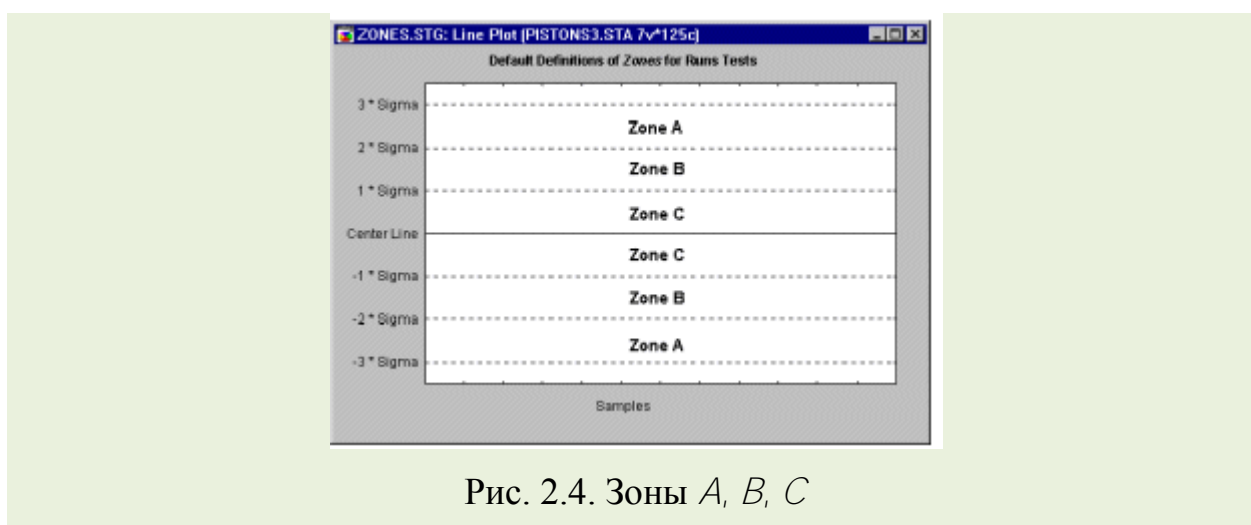 ZONES.STG: Line Plot (PISTONS3.STA 7v*125c)
Default Definitions of Zones for Runs Tests
3 * Sigma
Zone A
2 * Sigma
Zone B
1 * Sigma
Zone C
Center Line
Zone C
-1 * Sigma
Zone B
-2 * Sigma
Zone A
-3 * Sigma
Samples
Рис. 2.4. Зоны A, B, C